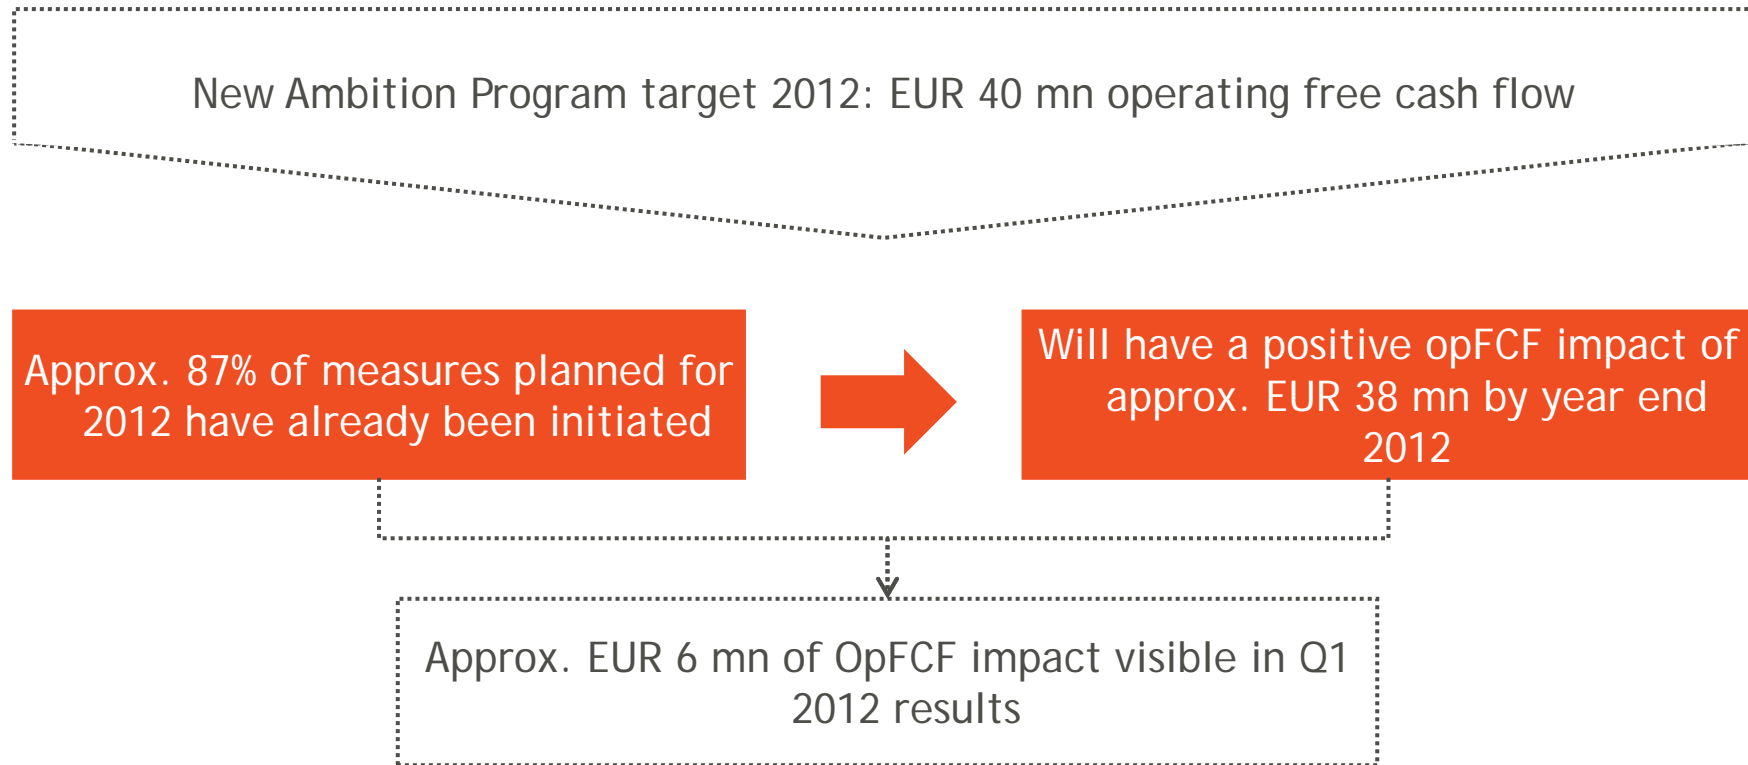 New Ambition Program target 2012: EUR 40 mn operating free cash flow
Approx. 87% of measures planned for
2012 have already been initiated
Will have a positive opFCF impact of
approx. EUR 38 mn by year end
2012
Approx. EUR 6 mn of OpFCF impact visible in Q1
2012 results